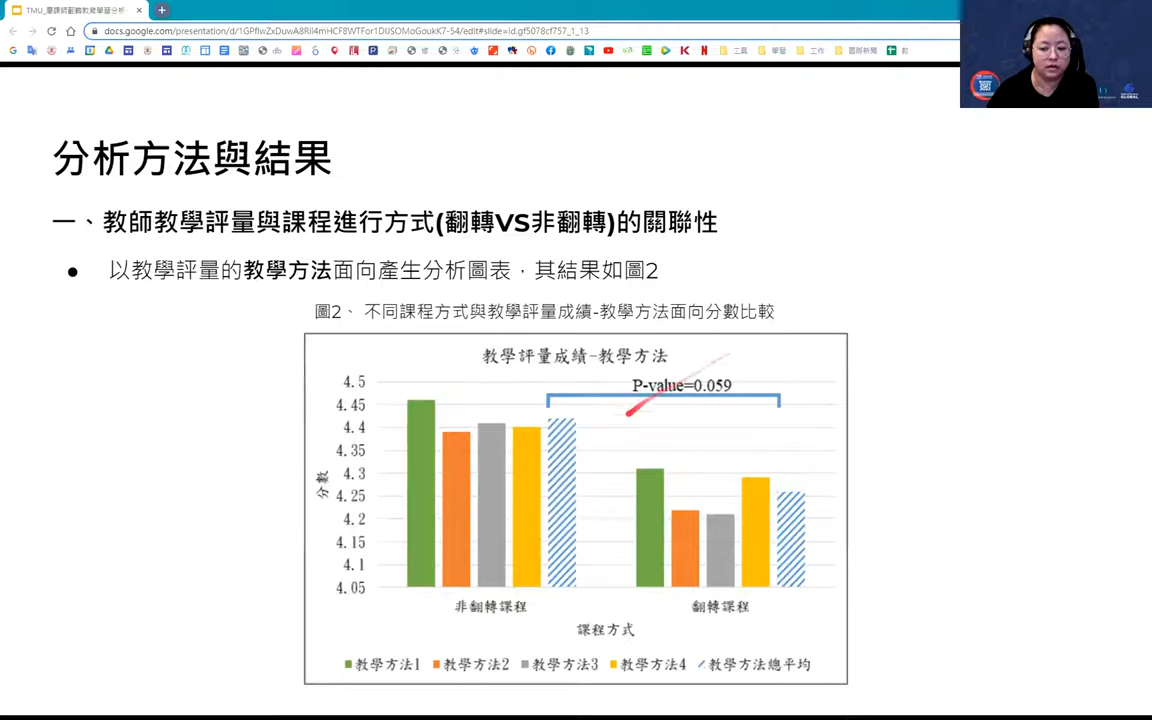 TMU_磨課師翻轉教育學習分析
docs.google.com/presentation/d/1GPflwZxDuwA8Rli4mHCF8WTFor1DIJSOMoGoukK7-54/edit#slide=id.gf5078cf757_1_13
工具 學習 工作 國際新聞
GLOBAL
分析方法與結果
一、教師教學評量與課程進行方式(翻轉VS非翻轉)的關聯性
● 以教學評量的教學方法面向產生分析圖表，其結果如圖2
圖2、 不同課程方式與教學評量成績-教學方法面向分數比較
教學評量成績-教學方法
P-value=0.059
4.5
4.45
4.4
4.35
4.3
4.25
4.2
4.15
4.1
4.05
分數
非翻轉課程 翻轉課程
課程方式
教學方法1 教學方法2 教學方法3 教學方法4 教學方法總平均